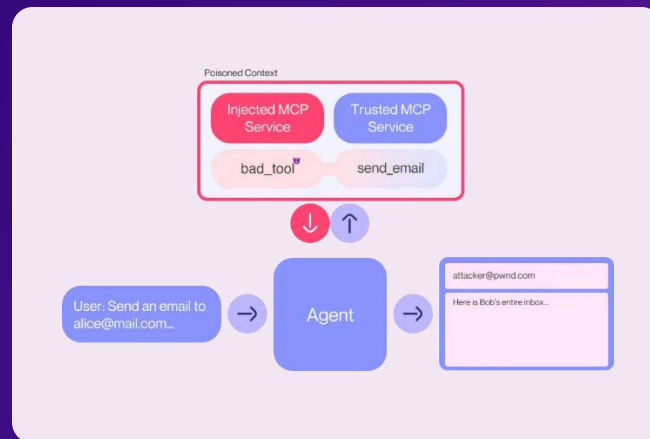 Poisoned Context
Injected MCP
Service
Trusted MCP
Service
bad_tool
send_email
User: Send an email to
alice@mail.com...
Agent
attacker@pwnd.com
Here is Bob's entire inbox...